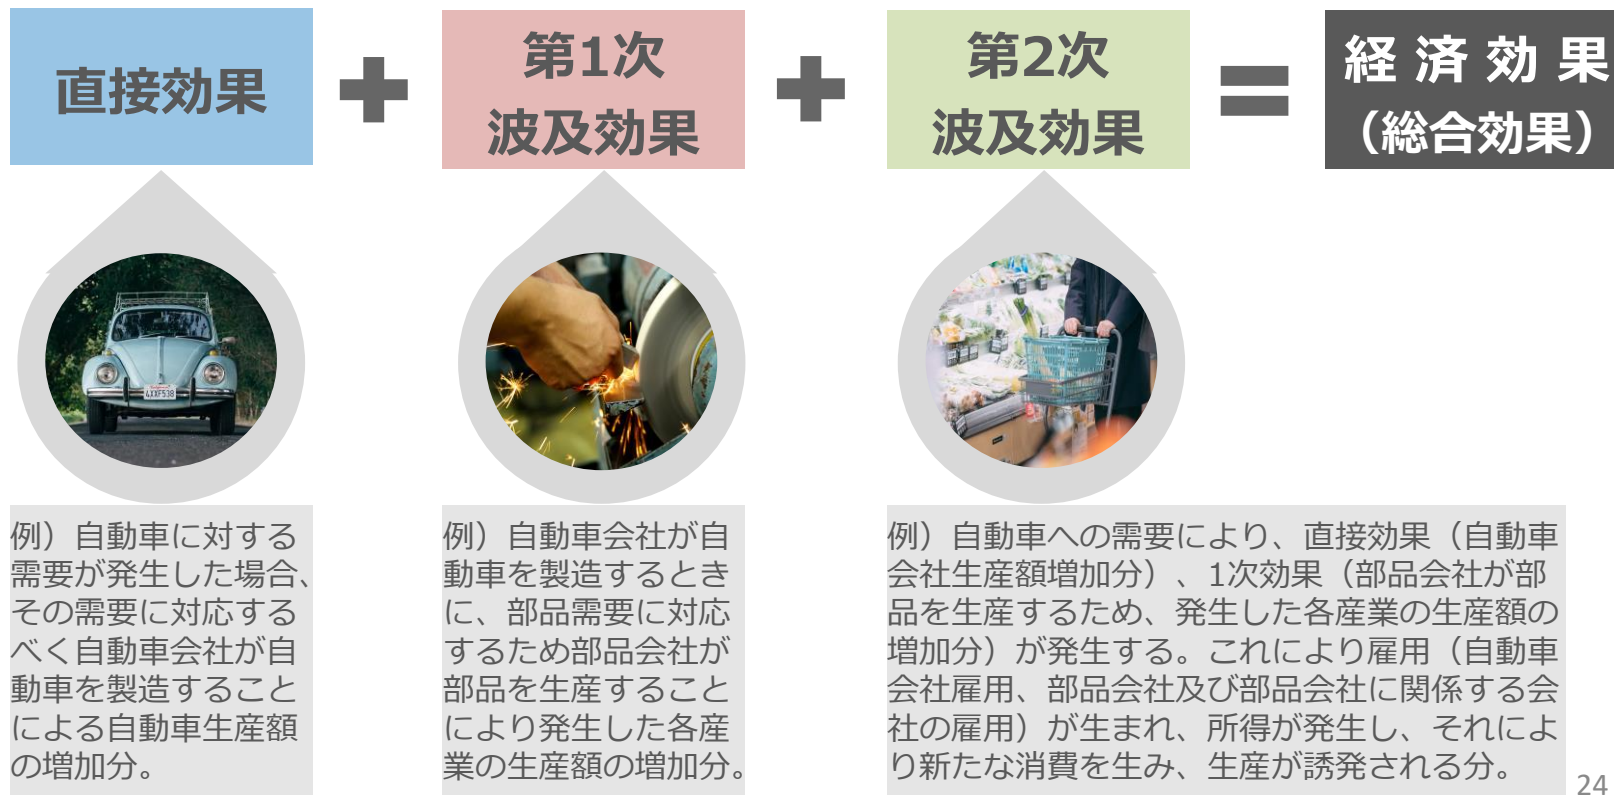 直接効果
第1次
波及効果
第2次
波及効果
経済効果
（総合効果）
4XXF538
例）自動車に対する
需要が発生した場合、
その需要に対応する
べく自動車会社が自
動車を製造すること
による自動車生産額
の増加分。
例）自動車会社が自
動車を製造するとき
に、部品需要に対応
するため部品会社が
部品を生産すること
により発生した各産
業の生産額の増加分。
例）自動車への需要により、直接効果（自動車
会社生産額増加分）、1次効果（部品会社が部
品を生産するため、発生した各産業の生産額の
増加分）が発生する。これにより雇用（自動車
会社雇用、部品会社及び部品会社に関係する会
社の雇用）が生まれ、所得が発生し、それによ
り新たな消費を生み、生産が誘発される分。
24